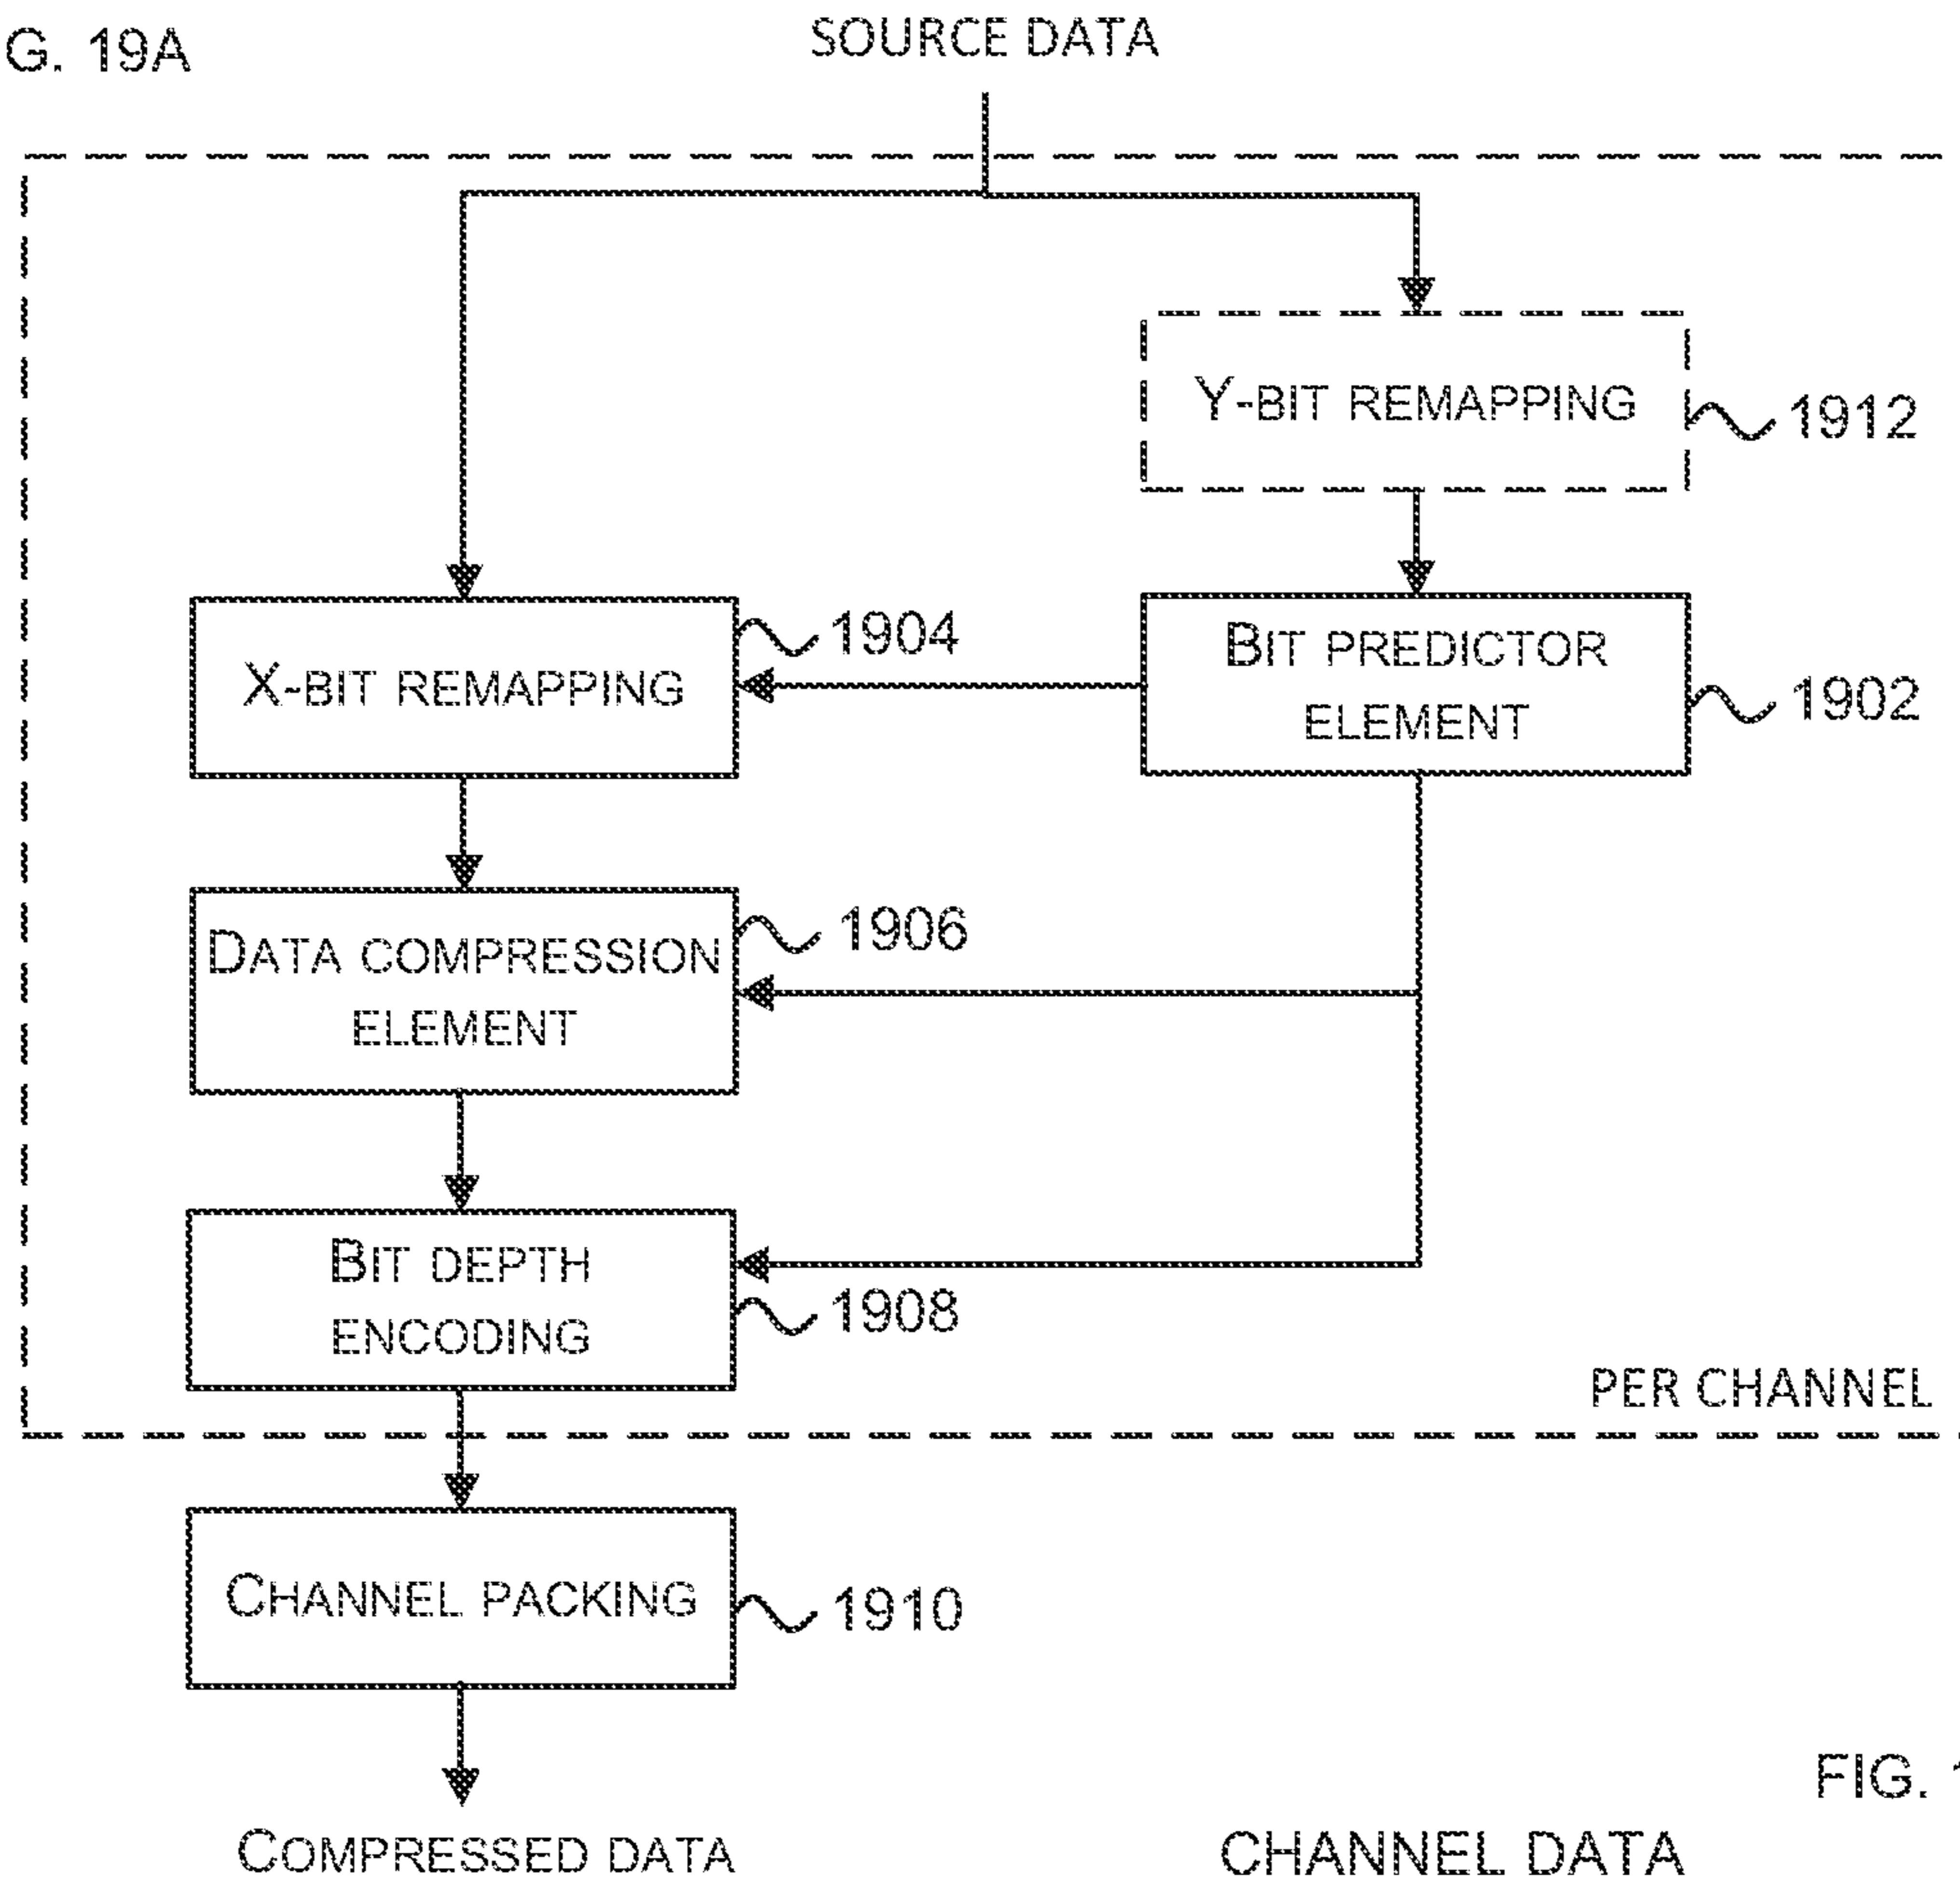 G. 19A
SOURCE DATA
Y-BIT REMAPPING
1912
X-BIT REMAPPING
1904
BIT PREDICTOR
ELEMENT
1902
DATA COMPRESSION
ELEMENT
1906
BIT DEPTH
ENCODING
1908
PER CHANNEL
CHANNEL PACKING
1910
FIG.
COMPRESSED DATA
CHANNEL DATA